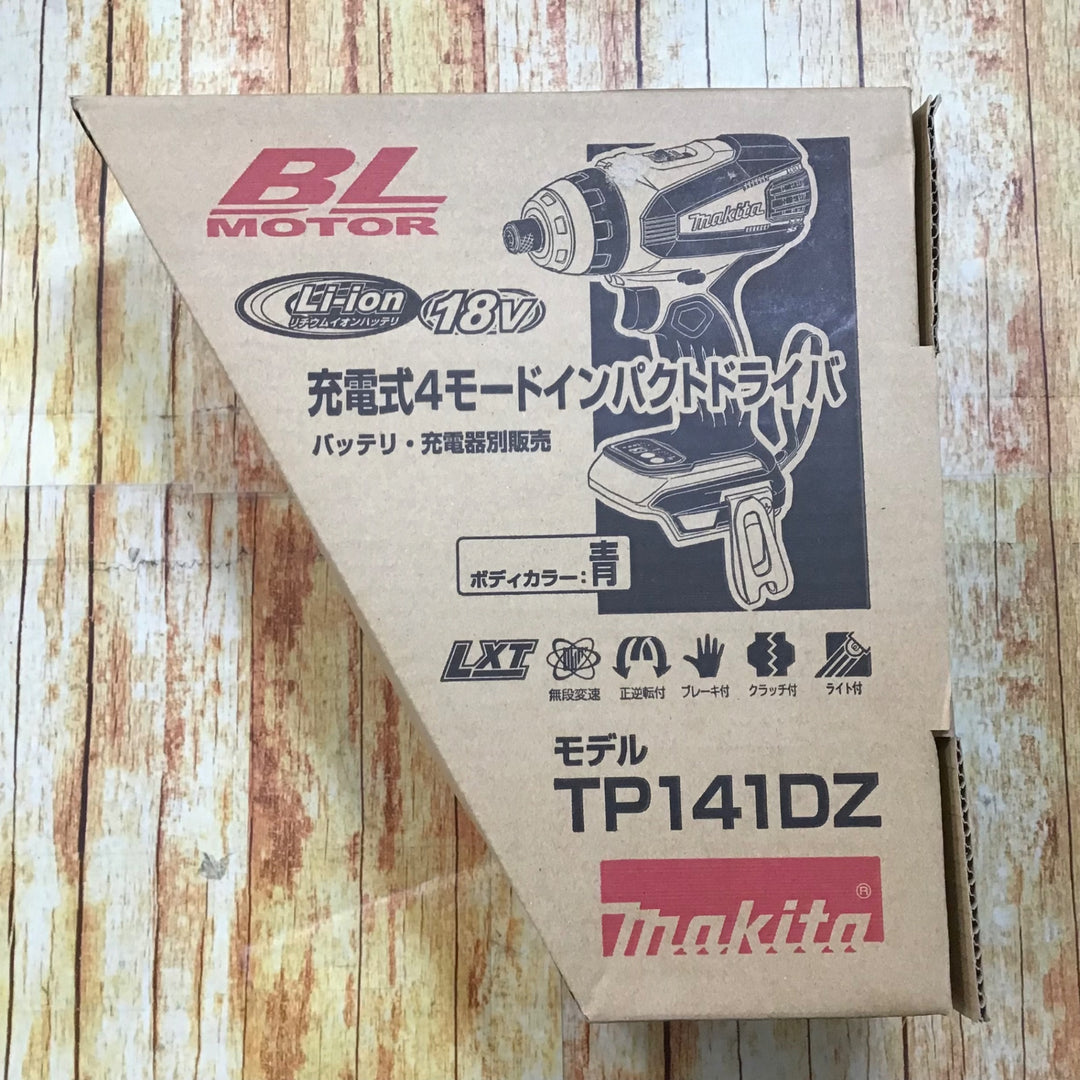 BL
MOTOR
makita
Li-ion
リチウムイオンバッテリ
18V
充電式4モードインパクトドライバ
バッテリ・充電器別販売
ボディカラー:青
LXT
無段変速
正逆転付
ブレーキ付
クラッチ付
ライト付
モデル
TP141DZ
makita®